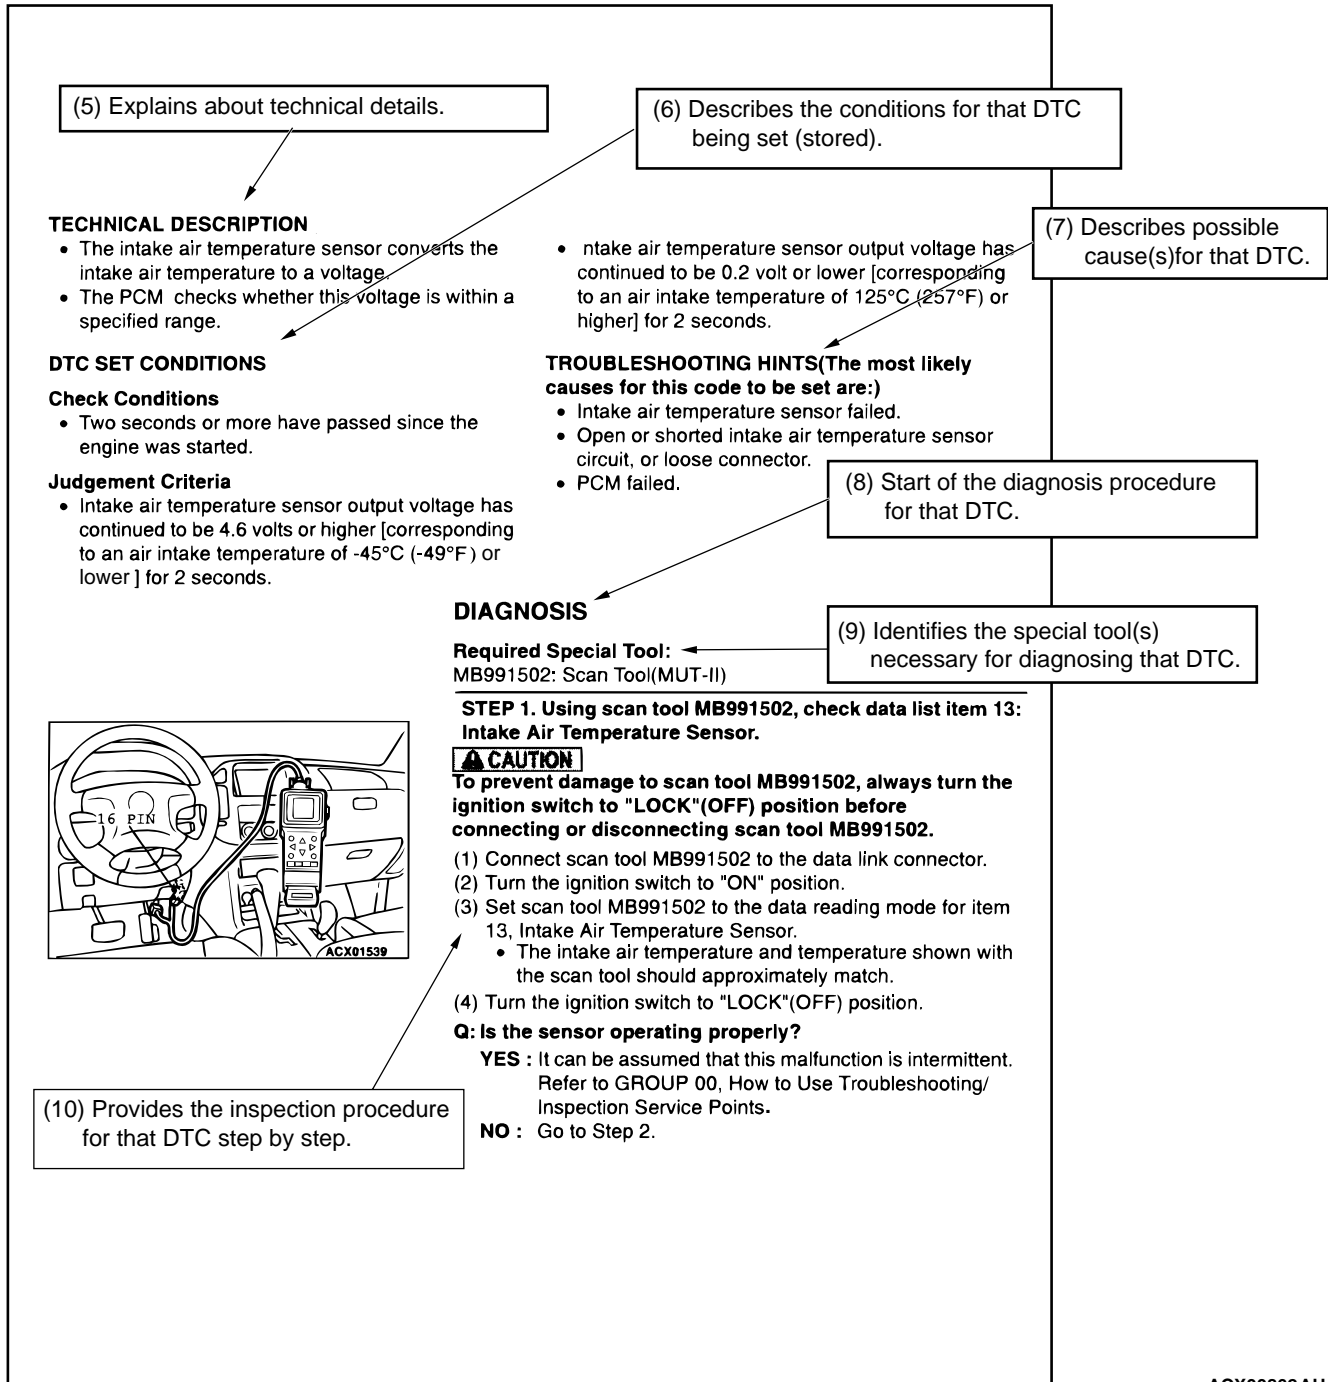 (5) Explains about technical details.
(6) Describes the conditions for that DTC
being set (stored).
(7) Describes possible
cause(s)for that DTC.
TECHNICAL DESCRIPTION
• The intake air temperature sensor converts the
intake air temperature to a voltage.
• The PCM checks whether this voltage is within a
specified range.
DTC SET CONDITIONS
Check Conditions
• Two seconds or more have passed since the
engine was started.
Judgement Criteria
• Intake air temperature sensor output voltage has
continued to be 4.6 volts or higher [corresponding
to an air intake temperature of -45°C (-49°F) or
lower ] for 2 seconds.
• ntake air temperature sensor output voltage has
continued to be 0.2 volt or lower [corresponding
to an air intake temperature of 125°C (257°F) or
higher] for 2 seconds.
TROUBLESHOOTING HINTS(The most likely
causes for this code to be set are:)
• Intake air temperature sensor failed.
• Open or shorted intake air temperature sensor
circuit, or loose connector.
• PCM failed.
(8) Start of the diagnosis procedure
for that DTC.
DIAGNOSIS
(9) Identifies the special tool(s)
necessary for diagnosing that DTC.
Required Special Tool:
MB991502: Scan Tool(MUT-II)
STEP 1. Using scan tool MB991502, check data list item 13:
Intake Air Temperature Sensor.
CAUTION
To prevent damage to scan tool MB991502, always turn the
ignition switch to "LOCK"(OFF) position before
connecting or disconnecting scan tool MB991502.
(1) Connect scan tool MB991502 to the data link connector.
(2) Turn the ignition switch to "ON" position.
(3) Set scan tool MB991502 to the data reading mode for item
13, Intake Air Temperature Sensor.
• The intake air temperature and temperature shown with
the scan tool should approximately match.
(4) Turn the ignition switch to "LOCK"(OFF) position.
Q: Is the sensor operating properly?
YES : It can be assumed that this malfunction is intermittent.
Refer to GROUP 00, How to Use Troubleshooting/
Inspection Service Points.
NO : Go to Step 2.
16 PIN
ACX01539
(10) Provides the inspection procedure
for that DTC step by step.